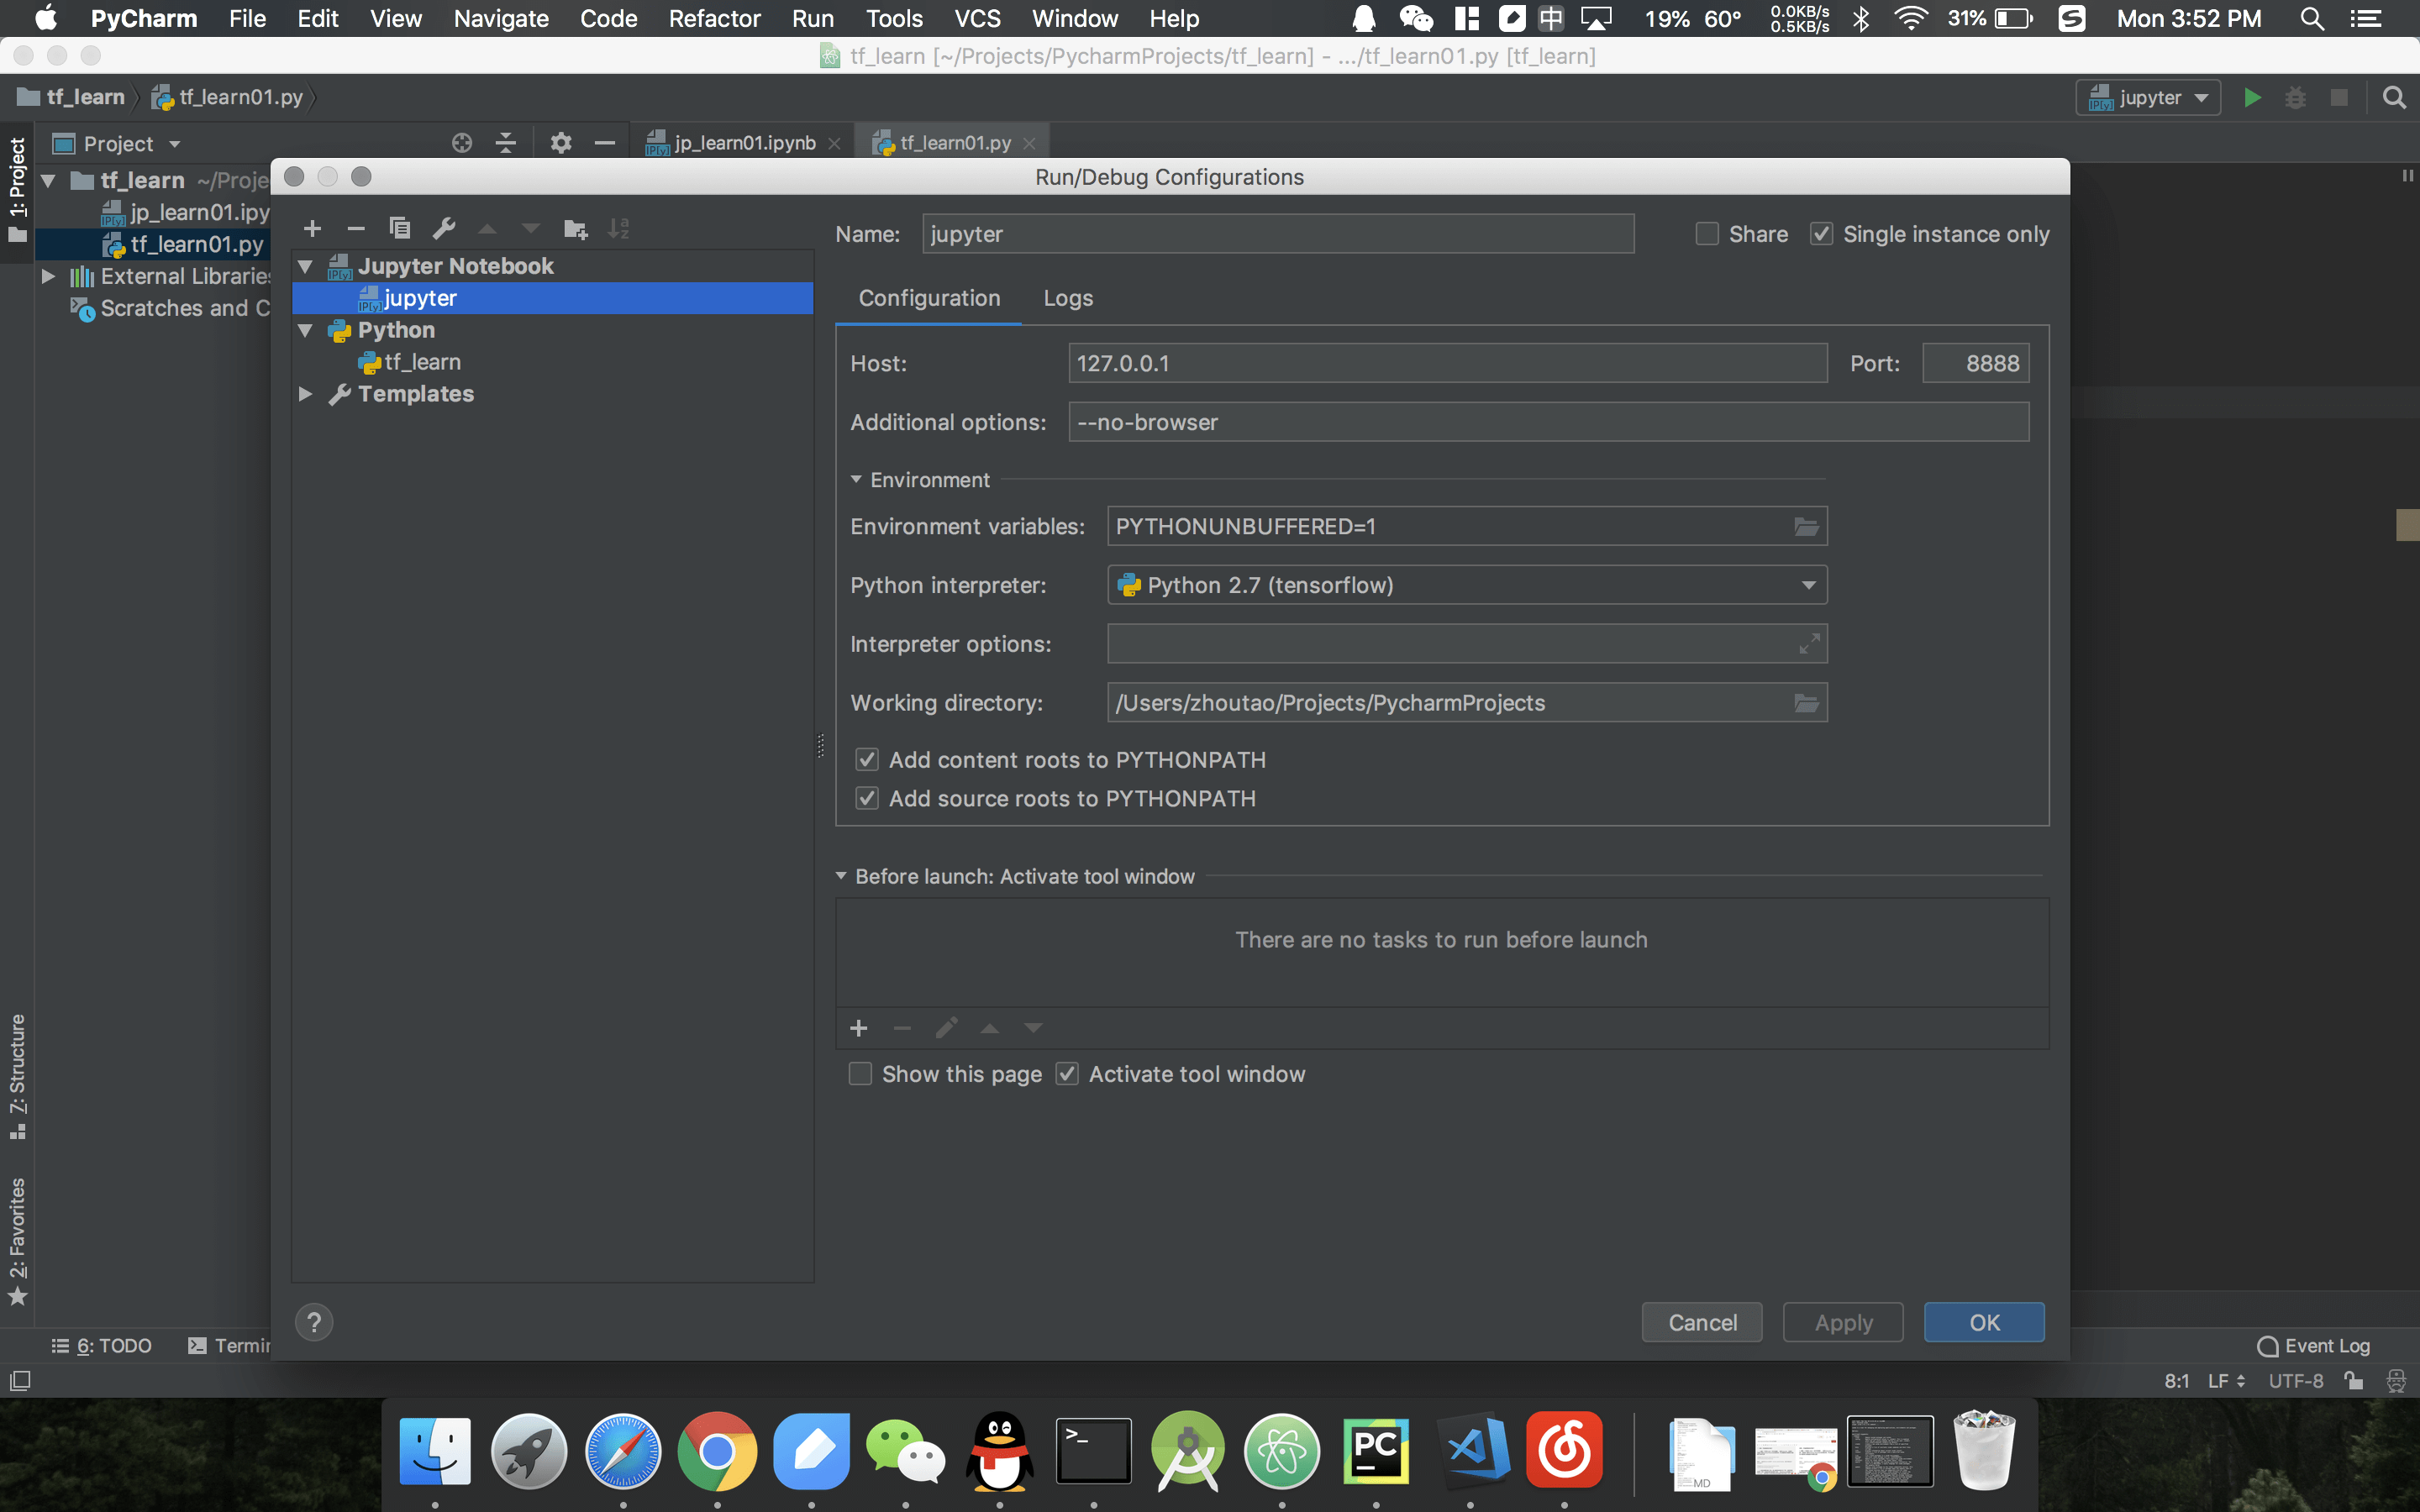 PyCharm File Edit View Navigate Code Refactor Run Tools VCS Window Help 中 19% 60° 0.0KB/s 0.5KB/s 31% S Mon 3:52 PM
tf_learn [~/Projects/PycharmProjects/tf_learn] - .../tf_learn01.py [tf_learn]
tf_learn tf_learn01.py jupyter
1: Project
Project jp_learn01.ipynb tf_learn01.py
tf_learn ~/Proje
jp_learn01.ipy
tf_learn01.py
External Libraries
Scratches and C
Run/Debug Configurations
Name: jupyter Share Single instance only
Jupyter Notebook
jupyter
Python
tf_learn
Templates
Configuration Logs
Host: 127.0.0.1 Port: 8888
Additional options: --no-browser
Environment
Environment variables: PYTHONUNBUFFERED=1
Python interpreter: Python 2.7 (tensorflow)
Interpreter options:
Working directory: /Users/zhoutao/Projects/PycharmProjects
Add content roots to PYTHONPATH
Add source roots to PYTHONPATH
Before launch: Activate tool window
There are no tasks to run before launch
Show this page Activate tool window
7: Structure
2: Favorites
? Cancel Apply OK
6: TODO Termin Event Log
8:1 LF UTF-8
>_ PC MD